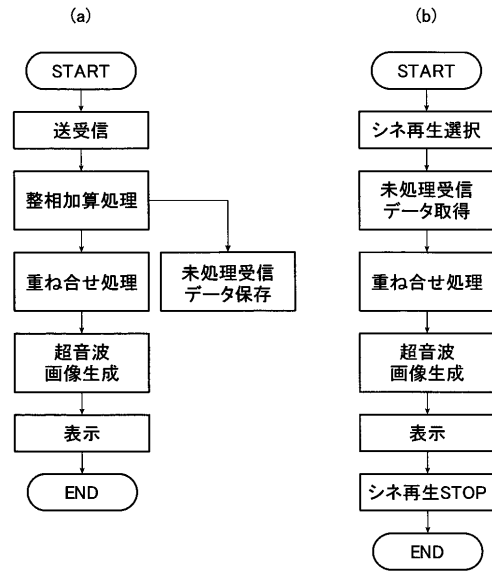 (a)
START
送受信
整相加算処理
未処理受信
データ保存
重ね合せ処理
超音波
画像生成
表示
END
(b)
START
シネ再生選択
未処理受信
データ取得
重ね合せ処理
超音波
画像生成
表示
シネ再生STOP
END